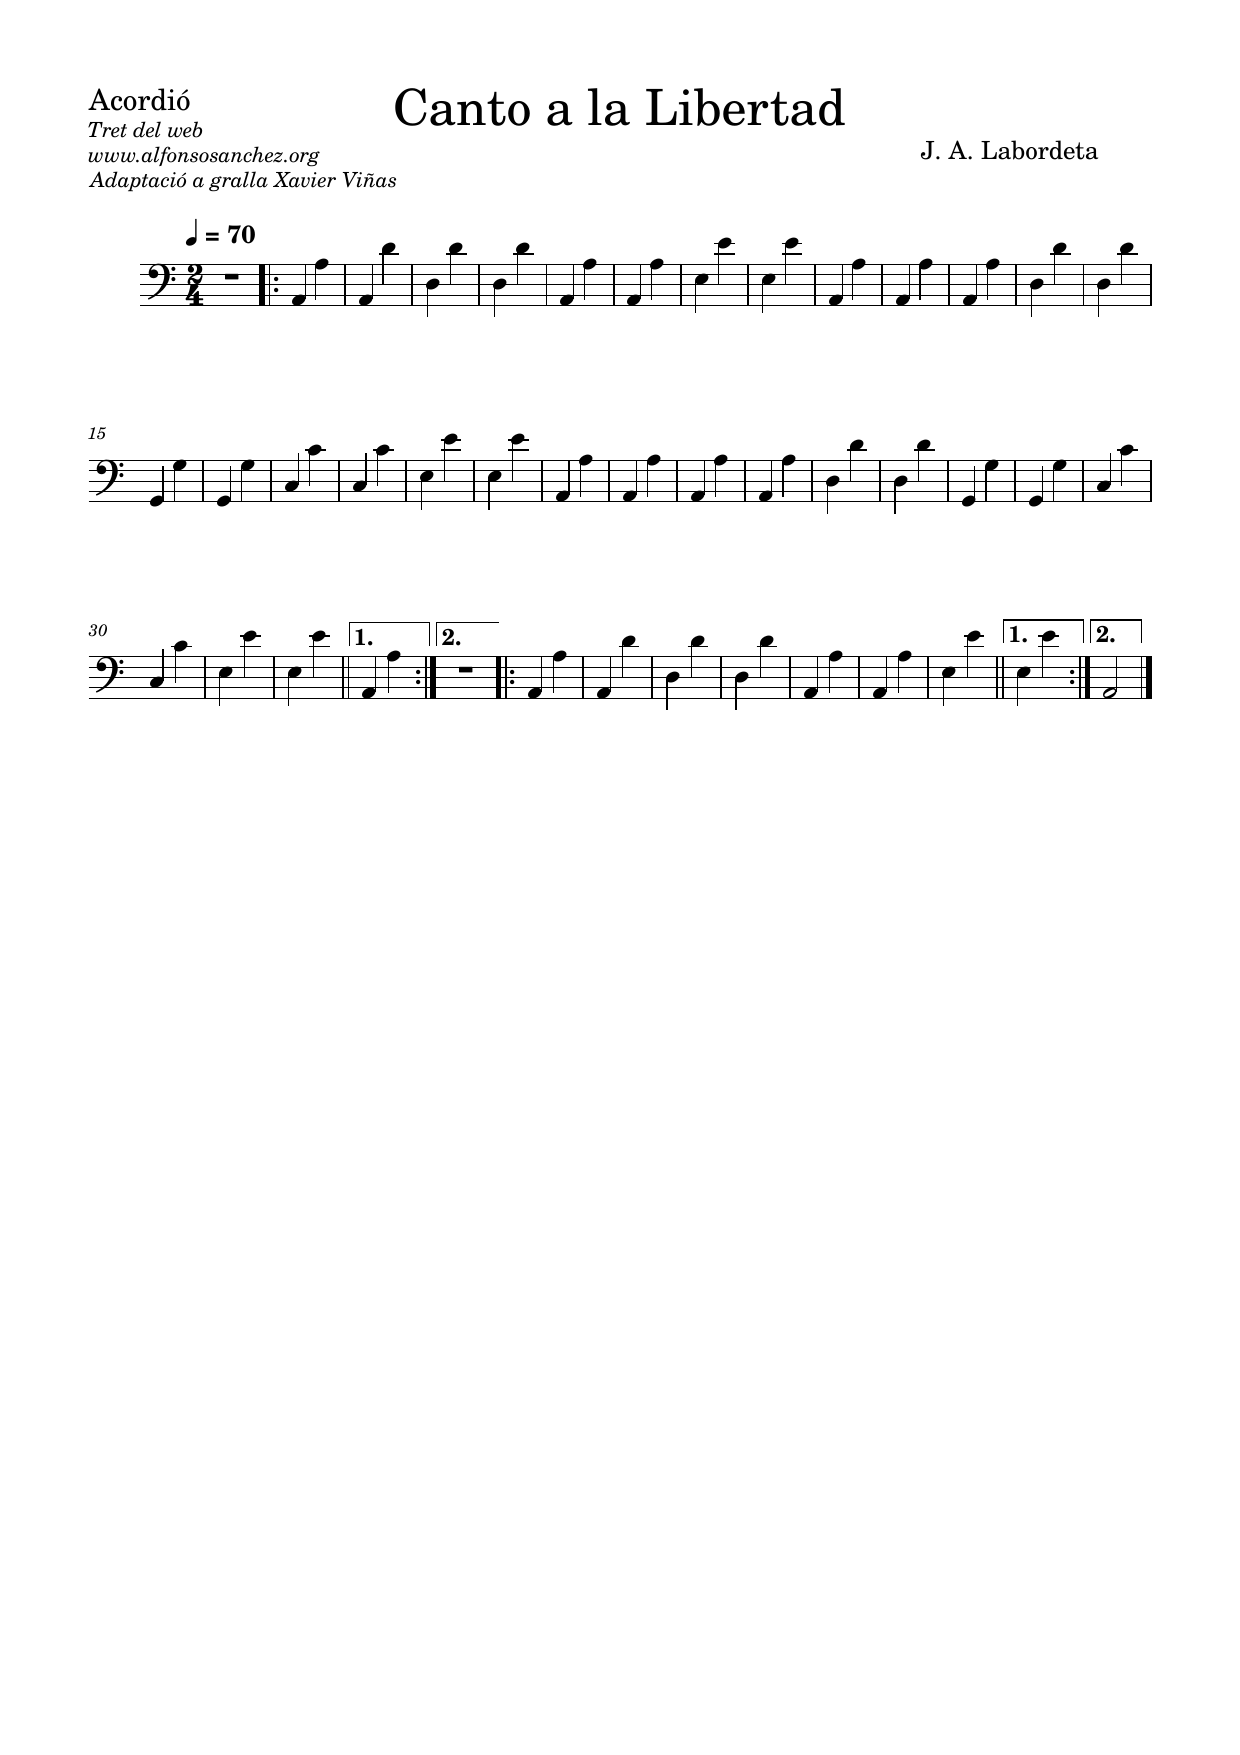 Acordió
Canto a la Libertad
Tret del web
www.alfonsosanchez.org
J. A. Labordeta
Adaptació a gralla Xavier Viñas
= 70
2
4
15
30
1.
2.
1.
2.